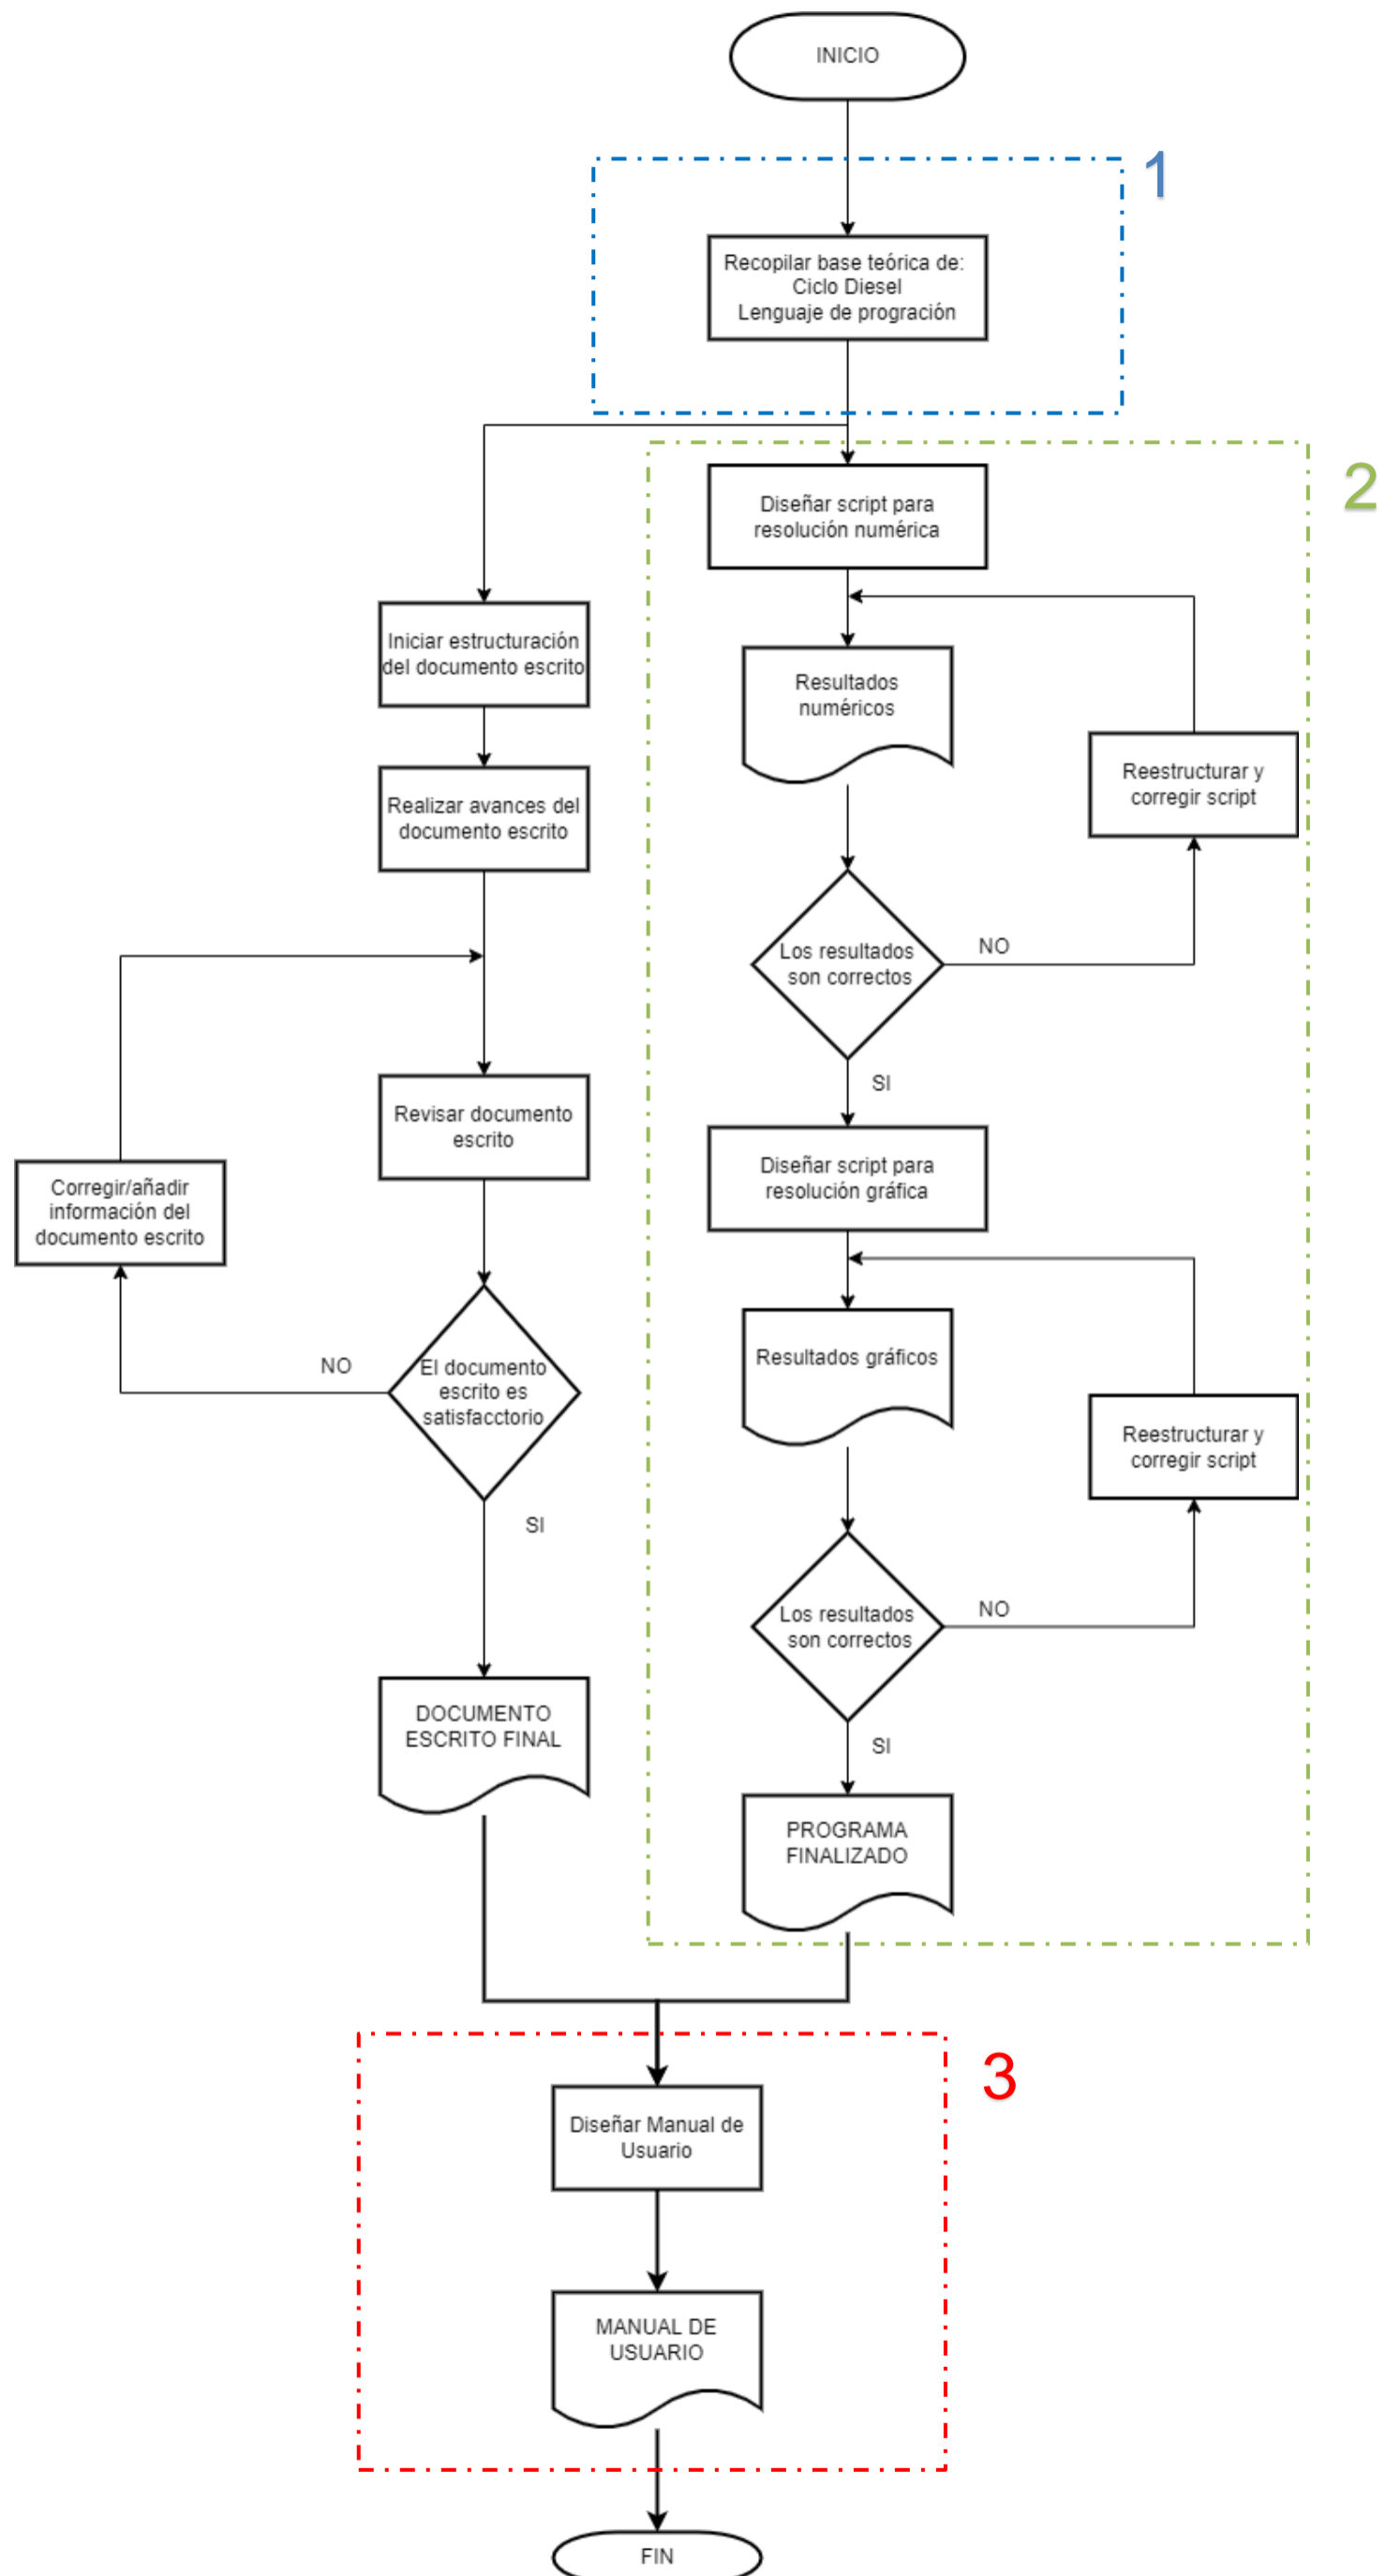 INICIO
1
Recopilar base teórica de:
Ciclo Diesel
Lenguaje de progración
2
Diseñar script para
resolución numérica
Iniciar estructuración
del documento escrito
Resultados
numéricos
Reestructurar y
corregir script
Realizar avances del
documento escrito
Los resultados
son correctos
NO
SI
Revisar documento
escrito
Diseñar script para
resolución gráfica
Corregir/añadir
información del
documento escrito
Resultados gráficos
El documento
escrito es
satisfacctorio
NO
SI
Reestructurar y
corregir script
Los resultados
son correctos
NO
SI
DOCUMENTO
ESCRITO FINAL
PROGRAMA
FINALIZADO
3
Diseñar Manual de
Usuario
MANUAL DE
USUARIO
FIN